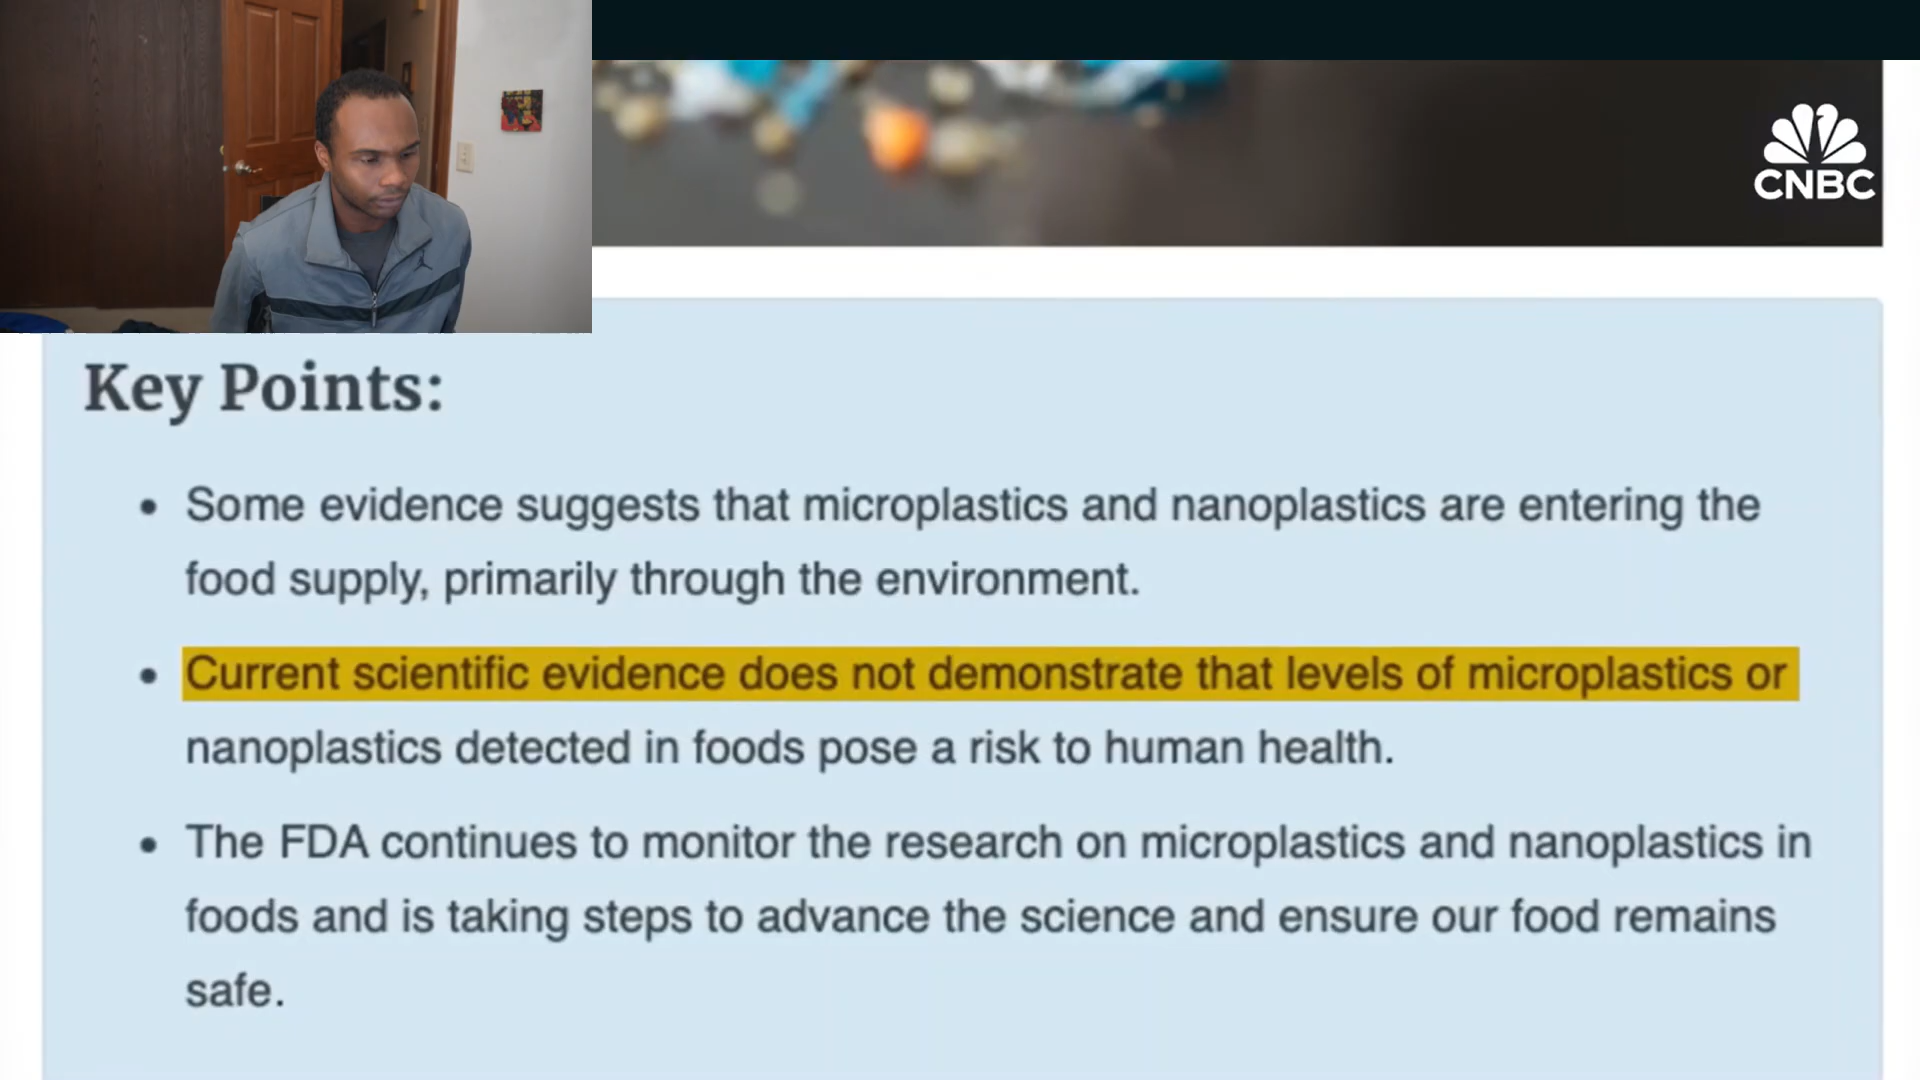 CNBC
Key Points:
• Some evidence suggests that microplastics and nanoplastics are entering the
food supply, primarily through the environment.
• Current scientific evidence does not demonstrate that levels of microplastics or
nanoplastics detected in foods pose a risk to human health.
• The FDA continues to monitor the research on microplastics and nanoplastics in
foods and is taking steps to advance the science and ensure our food remains
safe.